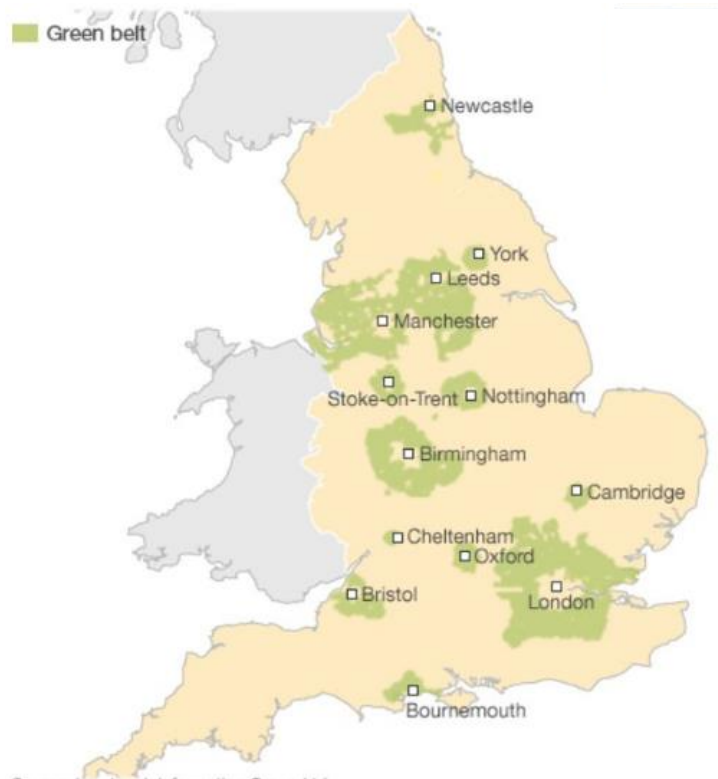 Green belt
Newcastle
York
Leeds
Manchester
Stoke-on-Trent
Nottingham
Birmingham
Cambridge
Cheltenham
Oxford
Bristol
London
Bournemouth